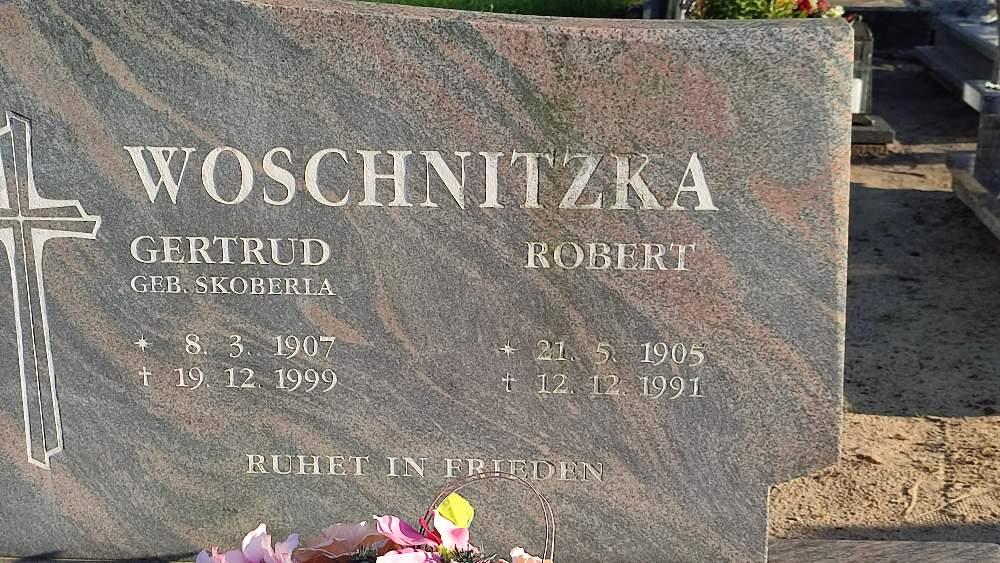 WOSCHNITZKA
GERTRUD
GEB. SKOBERLA
* 8. 3. 1907
† 19. 12. 1999
ROBERT
* 21. 5. 1905
† 12. 12. 1991
RUHET IN FRIEDEN